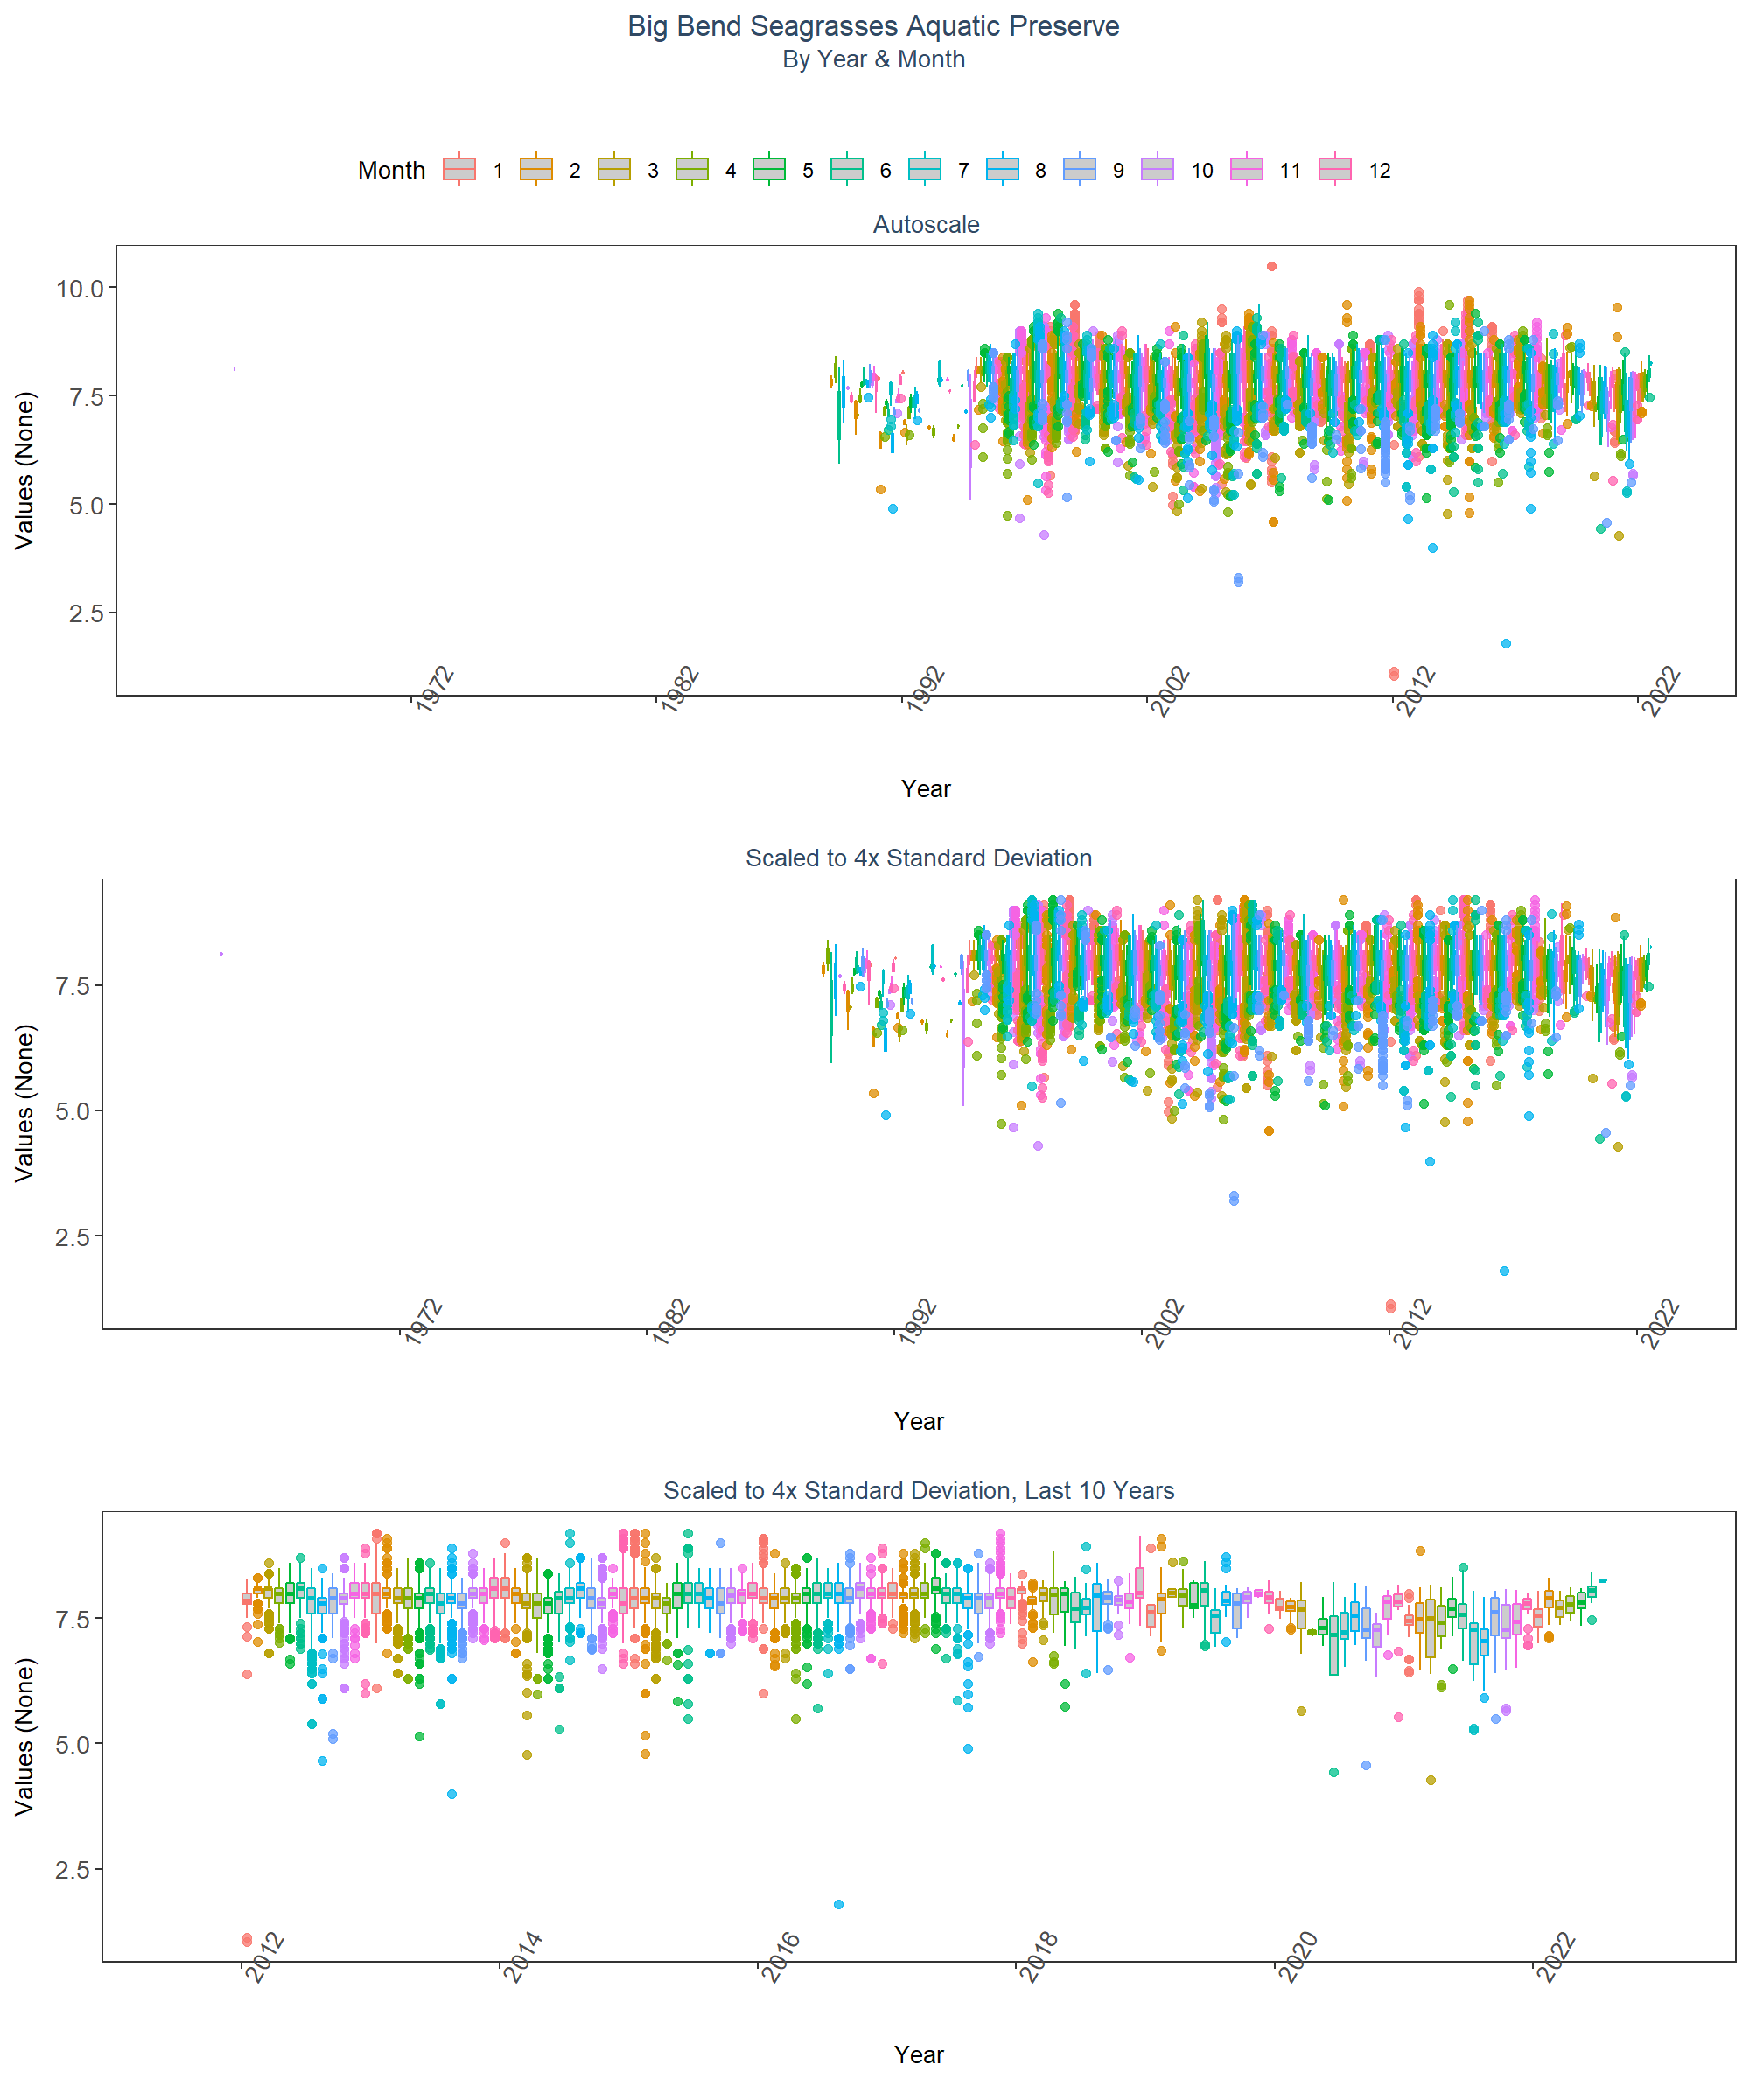 Big Bend Seagrasses Aquatic Preserve
By Year & Month
Month 1 2 3 4 5 6 7 8 9 10 11 12
Autoscale
Values (None)
10.0
7.5
5.0
2.5
1972 1982 1992 2002 2012 2022
Year
Scaled to 4x Standard Deviation
Values (None)
7.5
5.0
2.5
1972 1982 1992 2002 2012 2022
Year
Scaled to 4x Standard Deviation, Last 10 Years
Values (None)
7.5
5.0
2.5
2012 2014 2016 2018 2020 2022
Year